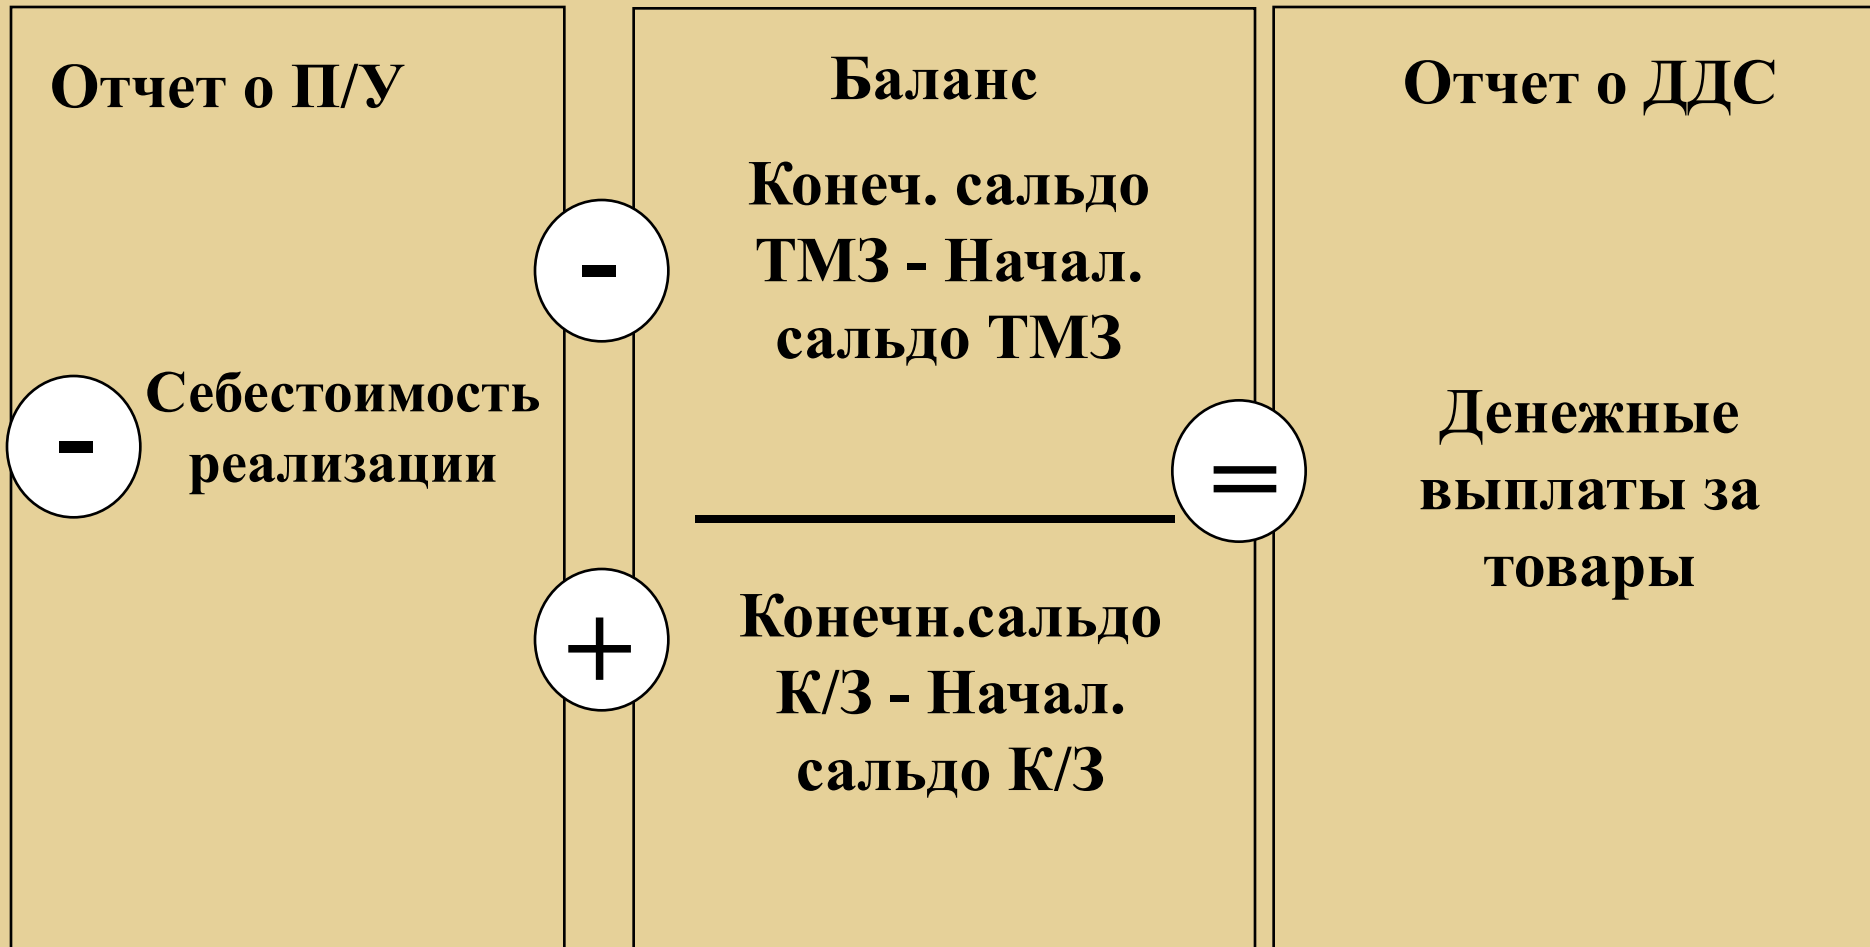 Отчет о П/У
-
Себестоимость
реализации
-
+
Баланс
Конеч. сальдо
ТМЗ - Начал.
сальдо ТМЗ
Конечн.сальдо
К/З - Начал.
сальдо К/З
=
Отчет о ДДС
Денежные
выплаты за
товары